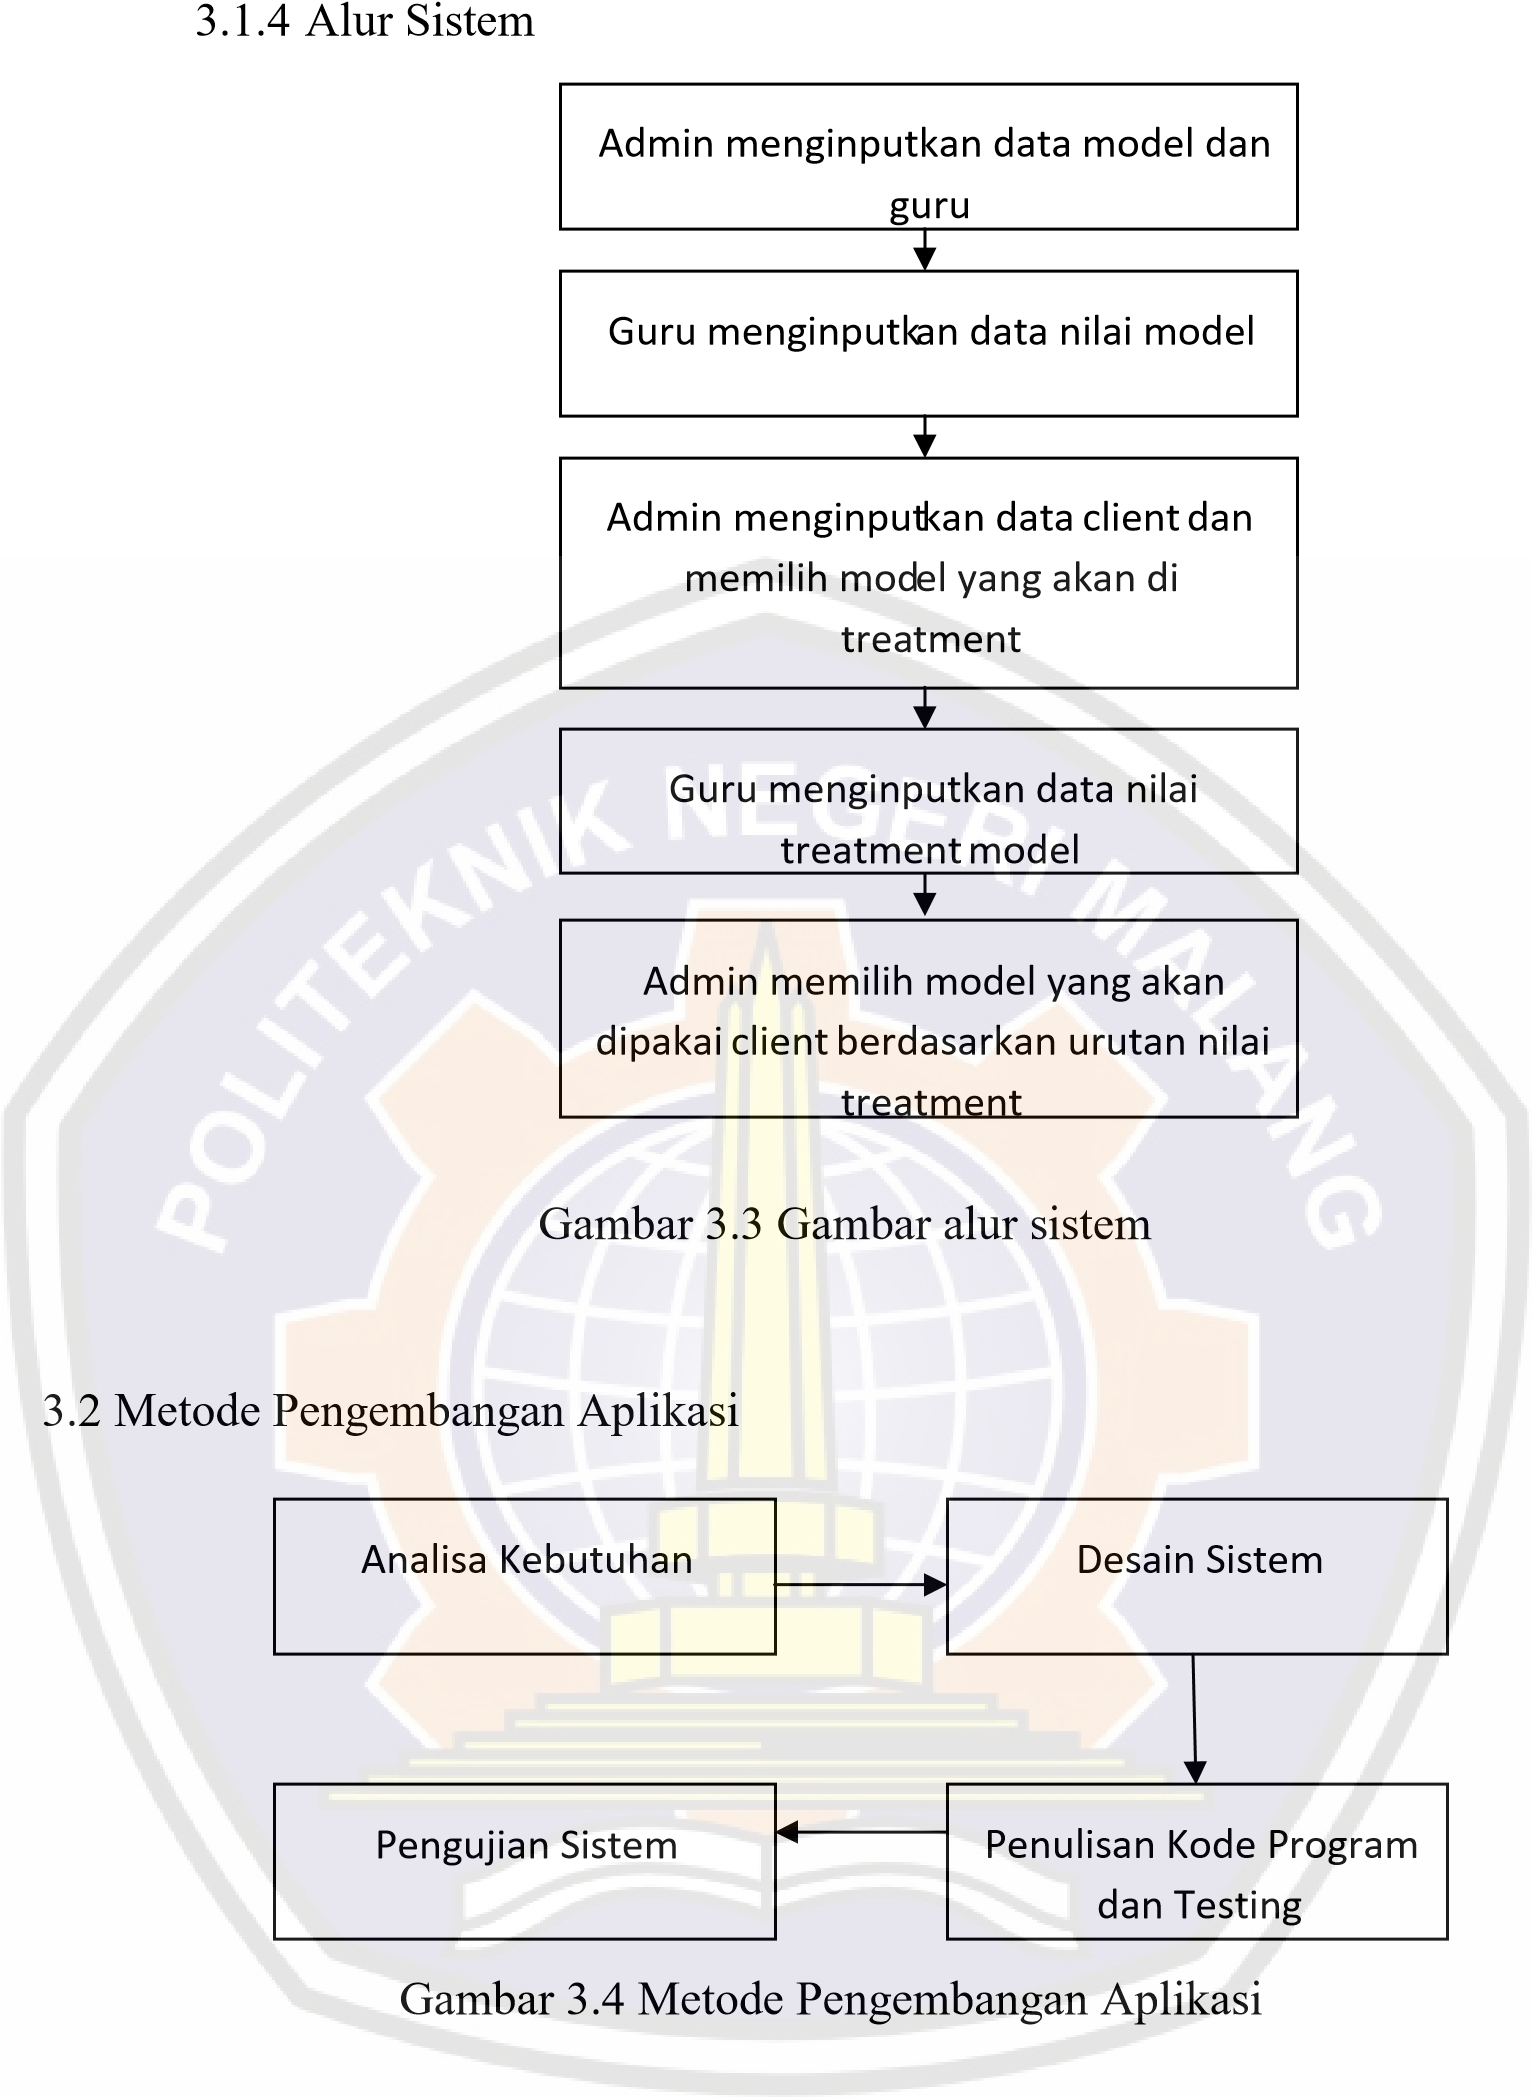 3.1.4 Alur Sistem
Admin menginputkan data model dan
guru
Guru menginputkan data nilai model
Admin menginputkan data client dan
memilih model yang akan di
treatment
Guru menginputkan data nilai
treatment model
Admin memilih model yang akan
dipakai client berdasarkan urutan nilai
treatment
POLITEKNIK NEGERI MALANG
Gambar 3.3 Gambar alur sistem
3.2 Metode Pengembangan Aplikasi
Analisa Kebutuhan
Desain Sistem
Pengujian Sistem
Penulisan Kode Program
dan Testing
Gambar 3.4 Metode Pengembangan Aplikasi